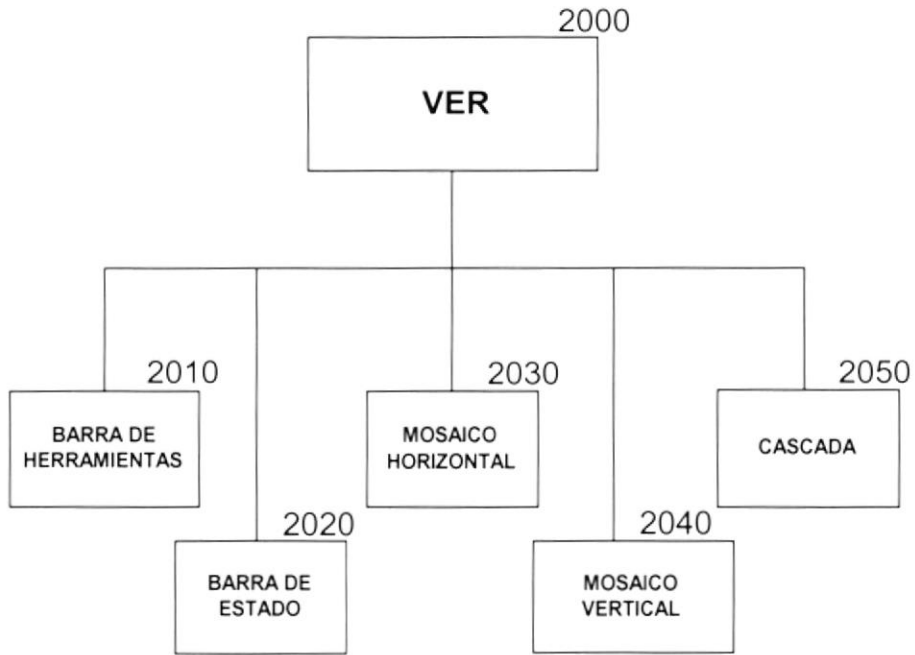 2000
VER
2010
BARRA DE
HERRAMIENTAS
2030
MOSAICO
HORIZONTAL
2050
CASCADA
2020
BARRA DE
ESTADO
2040
MOSAICO
VERTICAL